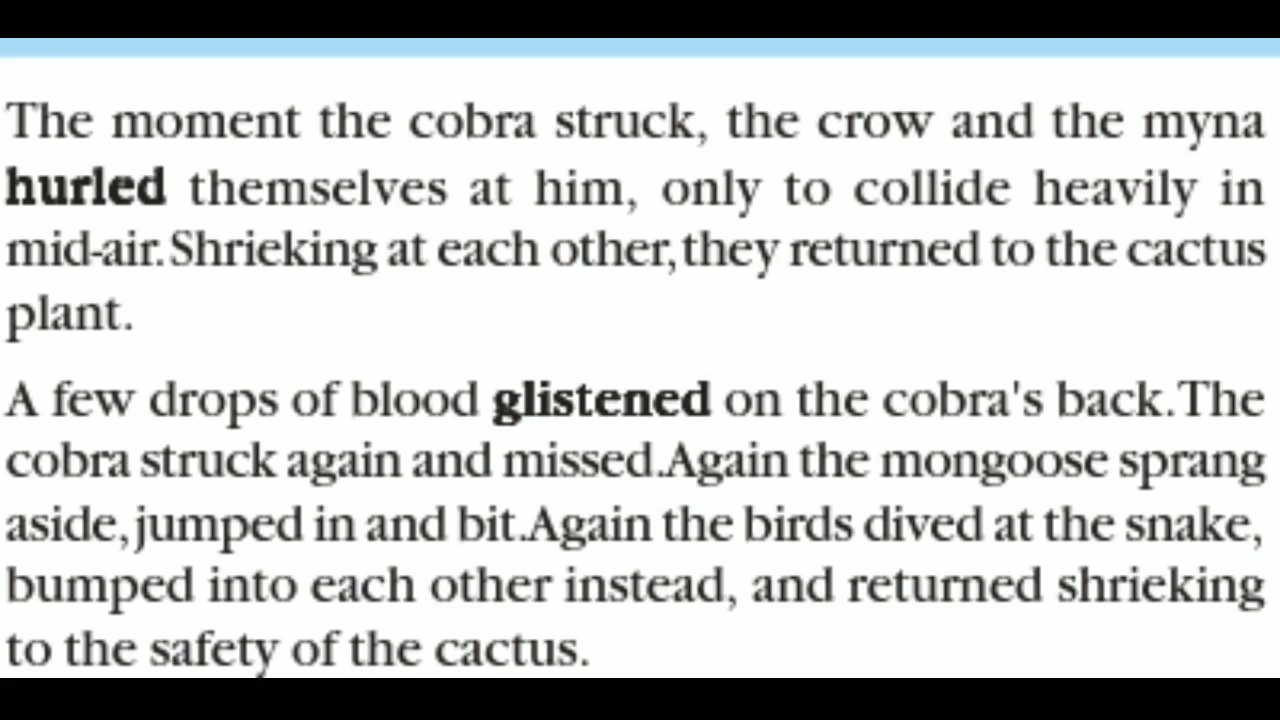 The moment the cobra struck, the crow and the myna
hurled themselves at him, only to collide heavily in
mid-air. Shrieking at each other, they returned to the cactus
plant.
A few drops of blood glistened on the cobra's back. The
cobra struck again and missed. Again the mongoose sprang
aside, jumped in and bit. Again the birds dived at the snake,
bumped into each other instead, and returned shrieking
to the safety of the cactus.